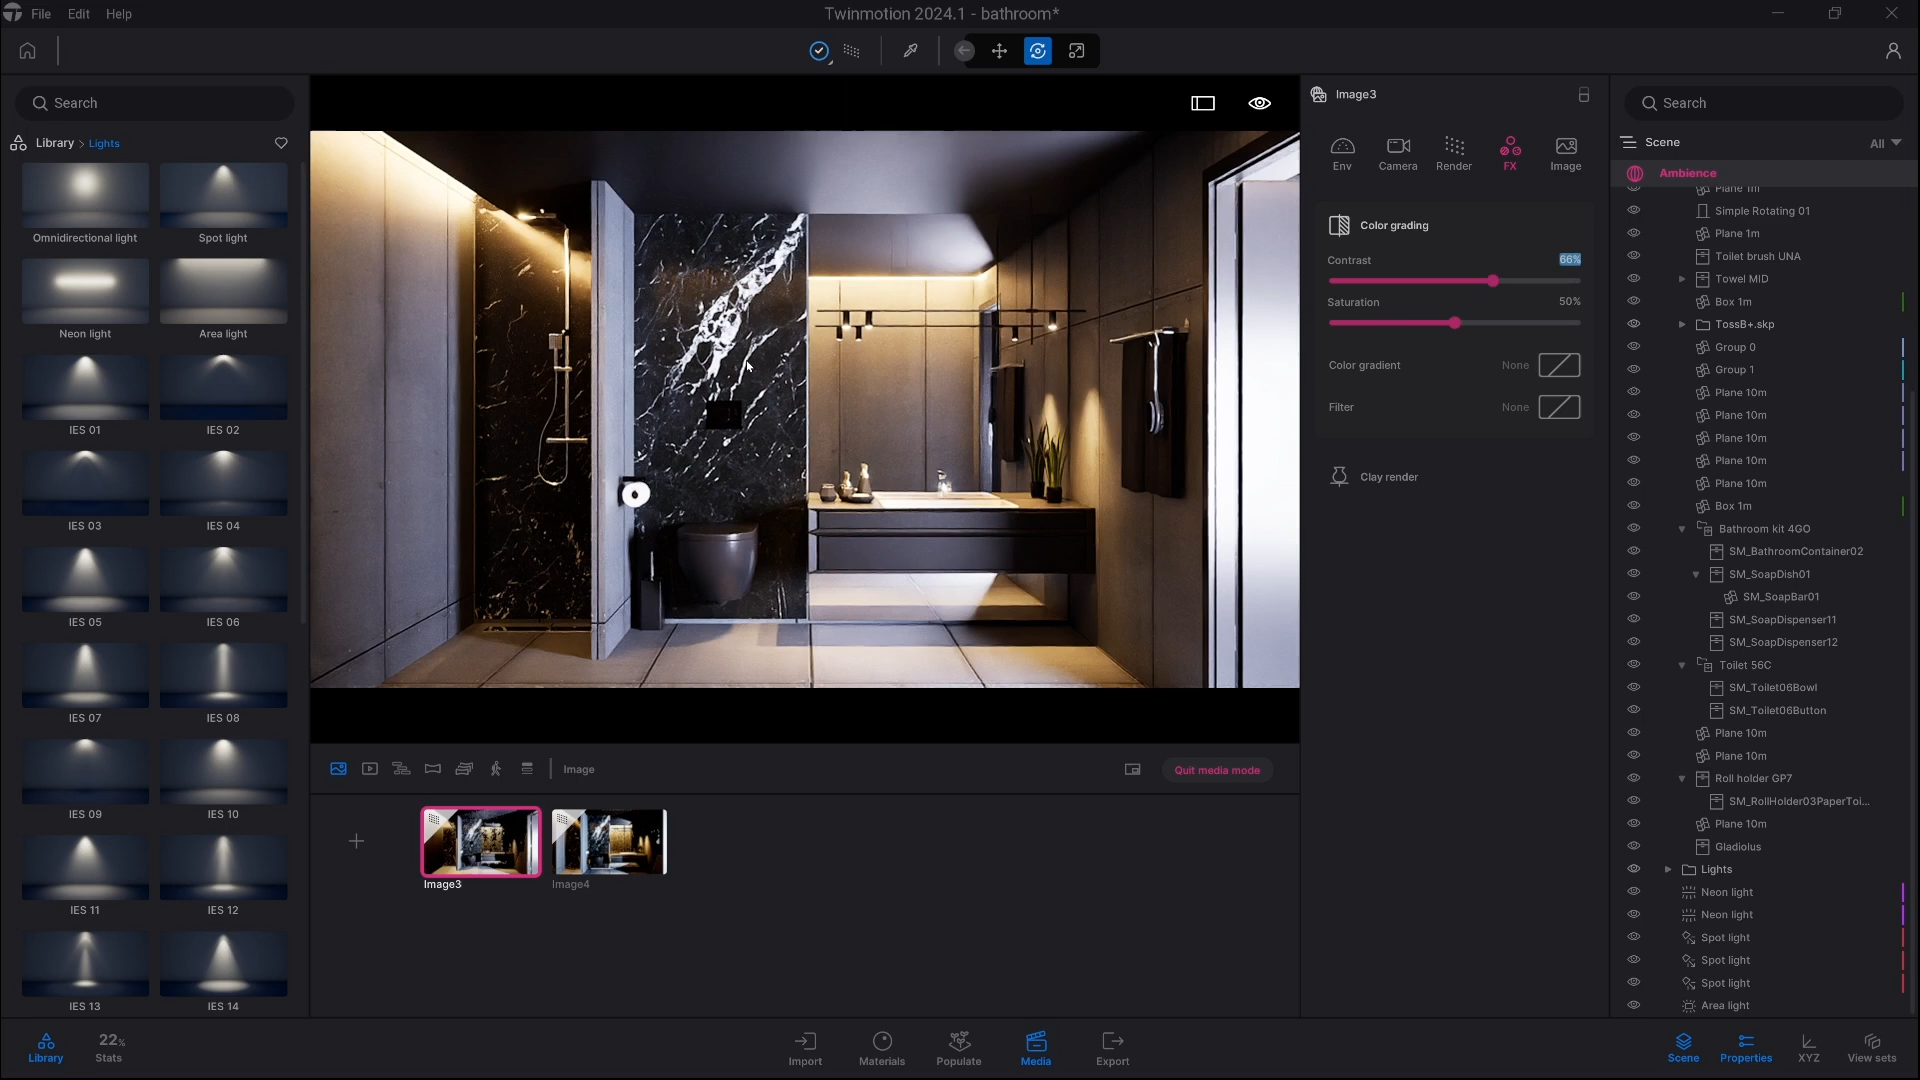 File Edit Help
Twinmotion 2024.1 - bathroom*
Search
Library > Lights
Omnidirectional light
Spot light
Neon light
Area light
IES 01
IES 02
IES 03
IES 04
IES 05
IES 06
IES 07
IES 08
IES 09
IES 10
IES 11
IES 12
IES 13
IES 14
Image
Quit media mode
Image3
Image4
Image3
Env
Camera
Render
FX
Image
Color grading
Contrast 66%
Saturation 50%
Color gradient None
Filter None
Clay render
Search
Scene All
Ambience
Plane 1m
Simple Rotating 01
Plane 1m
Toilet brush UNA
Towel MID
Box 1m
TossB+.skp
Group 0
Group 1
Plane 10m
Plane 10m
Plane 10m
Plane 10m
Plane 10m
Box 1m
Bathroom kit 4GO
SM_BathroomContainer02
SM_SoapDish01
SM_SoapBar01
SM_SoapDispenser11
SM_SoapDispenser12
Toilet 56C
SM_Toilet06Bowl
SM_Toilet06Button
Plane 10m
Plane 10m
Roll holder GP7
SM_RollHolder03PaperToi...
Plane 10m
Gladiolus
Lights
Neon light
Neon light
Spot light
Spot light
Spot light
Area light
Library
22%
Stats
Import
Materials
Populate
Media
Export
Scene
Properties
XYZ
View sets